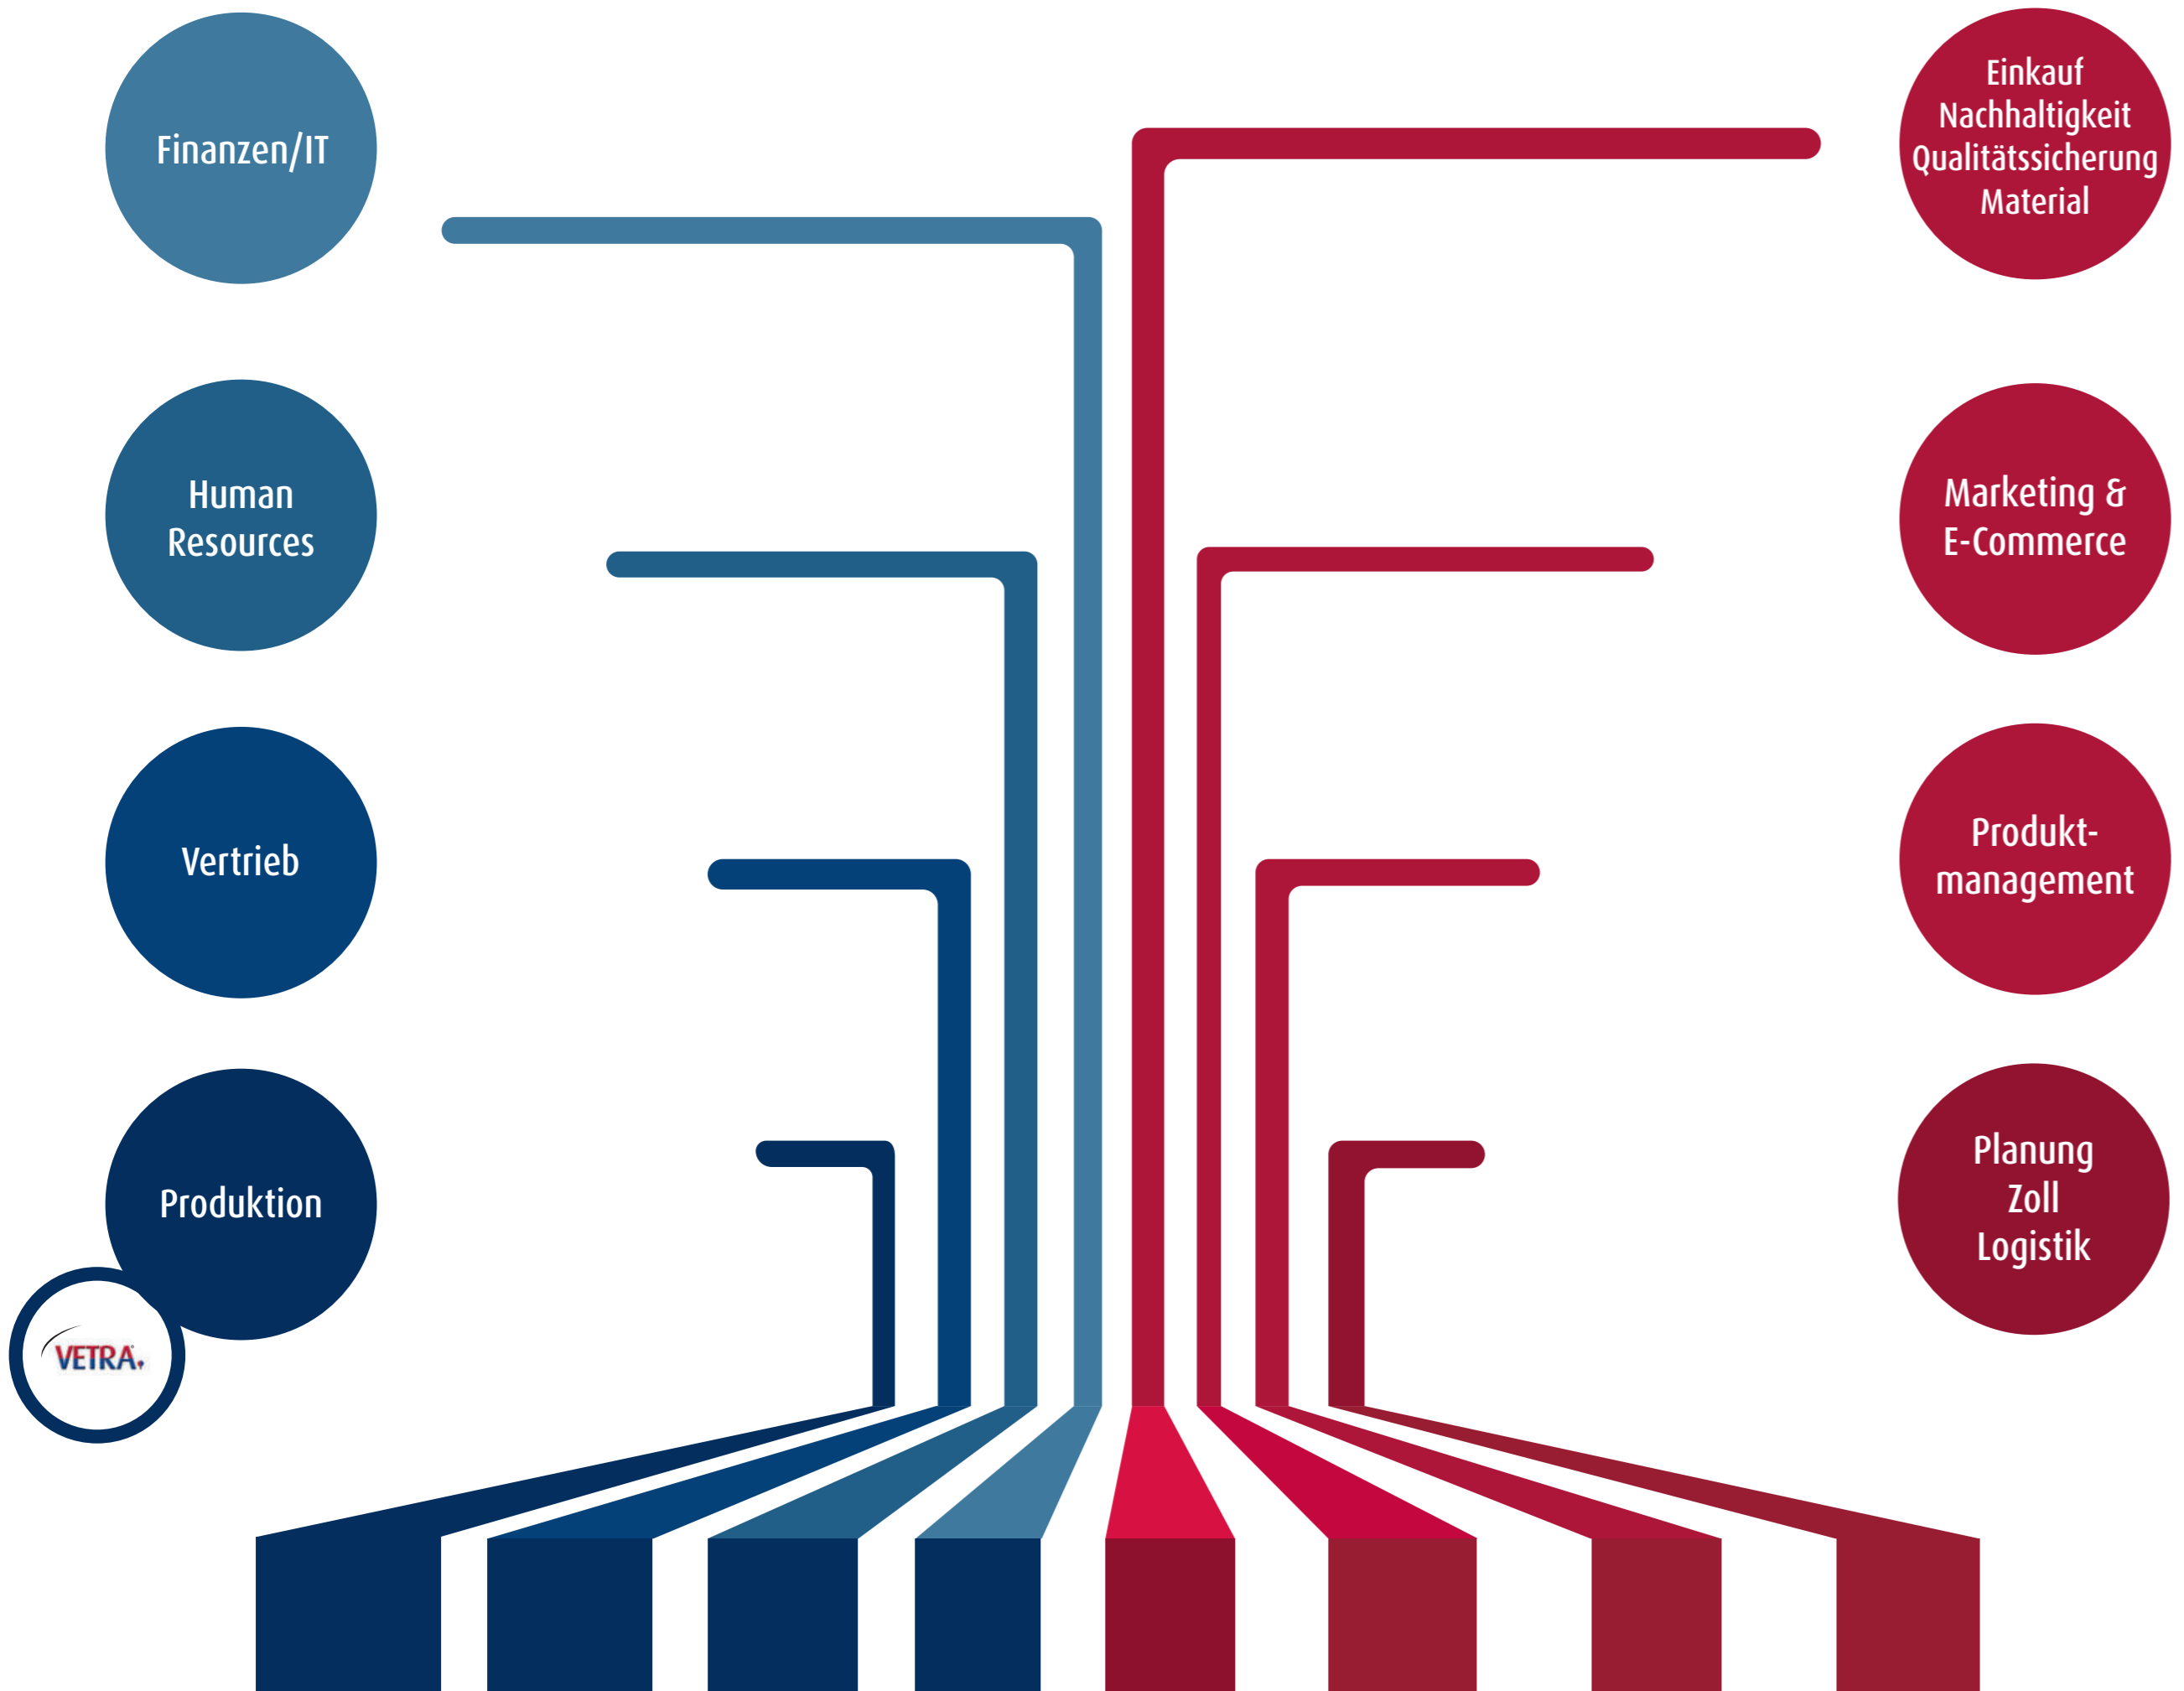 Finanzen/IT
Human
Resources
Vertrieb
Produktion
VETRA
Einkauf
Nachhaltigkeit
Qualitätssicherung
Material
Marketing &
E-Commerce
Produkt-
management
Planung
Zoll
Logistik